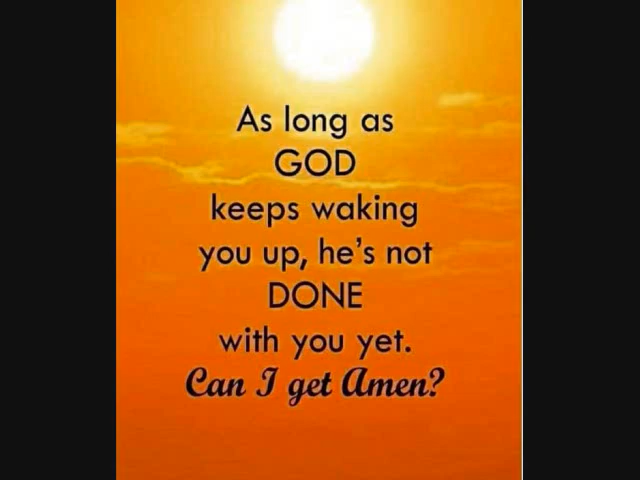 As long as
GOD
keeps waking
you up, he's not
DONE
with you yet.
Can I get Amen?